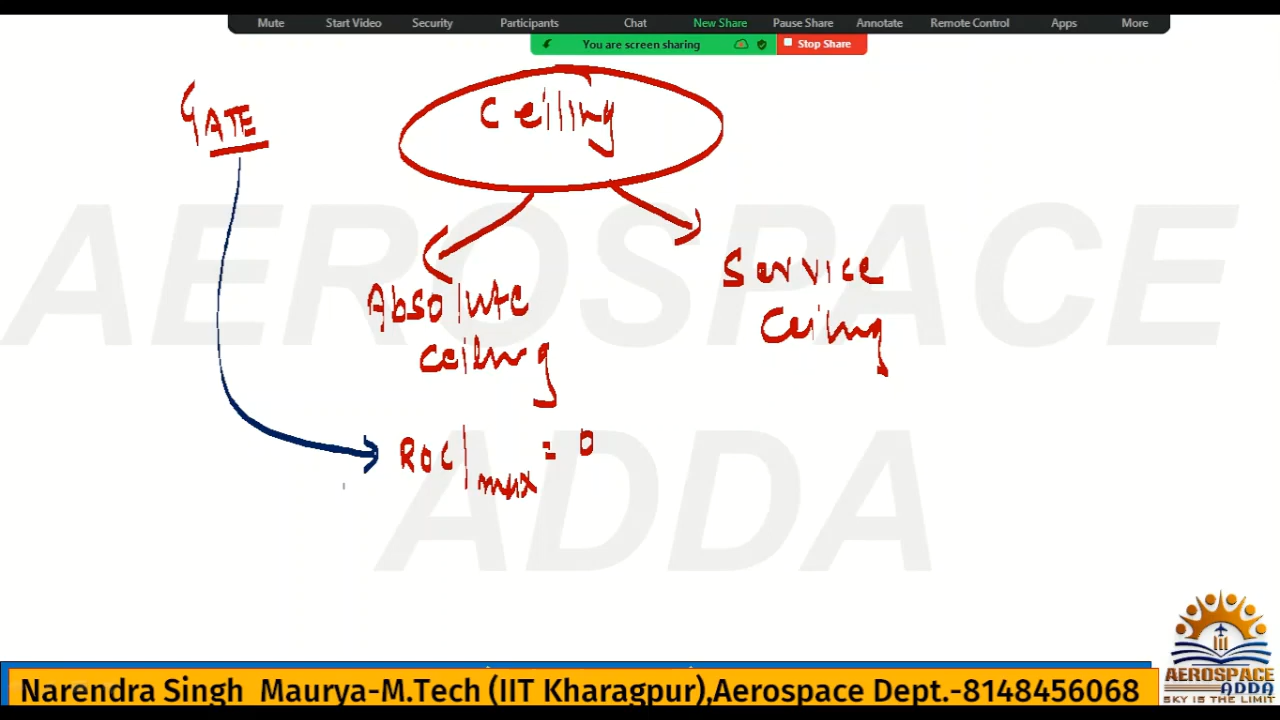 Mute Start Video Security Participants Chat New Share Pause Share Annotate Remote Control Apps More
You are screen sharing Stop Share
GATE
Ceiling
Absolute
ceiling
Service
Ceiling
ROC|max = 0
AEROSPACE
ADDA
AEROSPACE
ADDA
SKY IS THE LIMIT
Narendra Singh Maurya-M.Tech (IIT Kharagpur),Aerospace Dept.-8148456068